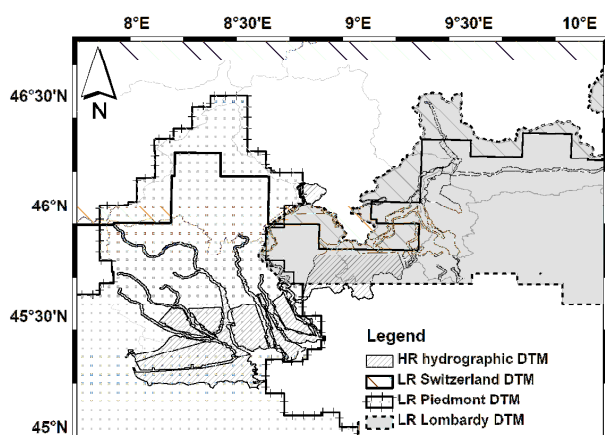 8°E 8°30'E 9°E 9°30'E 10°E
N
46°30'N
46°N
45°30'N
45°N
Legend
HR hydrographic DTM
LR Switzerland DTM
LR Piedmont DTM
LR Lombardy DTM